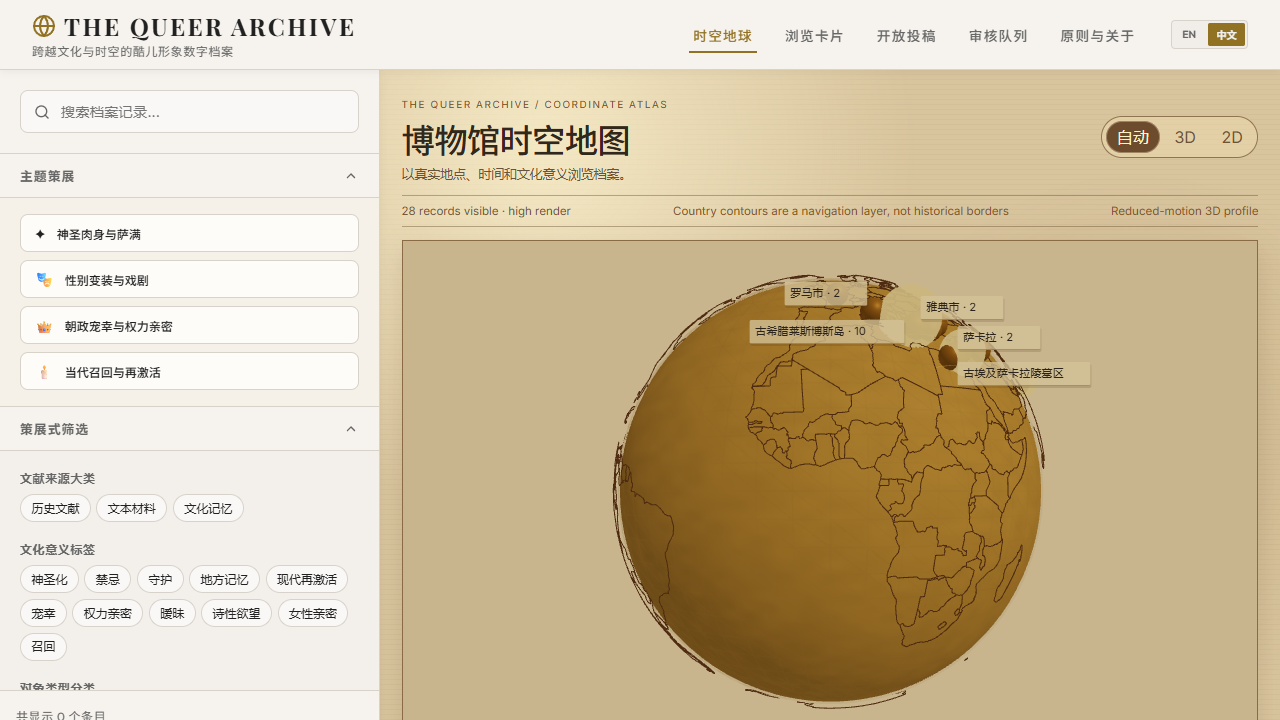 THE QUEER ARCHIVE
跨越文化与时空的酷儿形象数字档案
时空地球
浏览卡片
开放投稿
审核队列
原则与关于
EN
中文
搜索档案记录...
主题策展
神圣肉身与萨满
性别变装与戏剧
朝政宠幸与权力亲密
当代召回与再激活
策展式筛选
文献来源大类
历史文献
文本材料
文化记忆
文化意义标签
神圣化
禁忌
守护
地方记忆
现代再激活
宠幸
权力亲密
暧昧
诗性欲望
女性亲密
召回
对象类型分类
共显示 0 个条目
THE QUEER ARCHIVE / COORDINATE ATLAS
博物馆时空地图
以真实地点、时间和文化意义浏览档案。
自动
3D
2D
28 records visible · high render
Country contours are a navigation layer, not historical borders
Reduced-motion 3D profile
罗马市 · 2
雅典市 · 2
古希腊莱斯博斯岛 · 10
萨卡拉 · 2
古埃及萨卡拉陵墓区